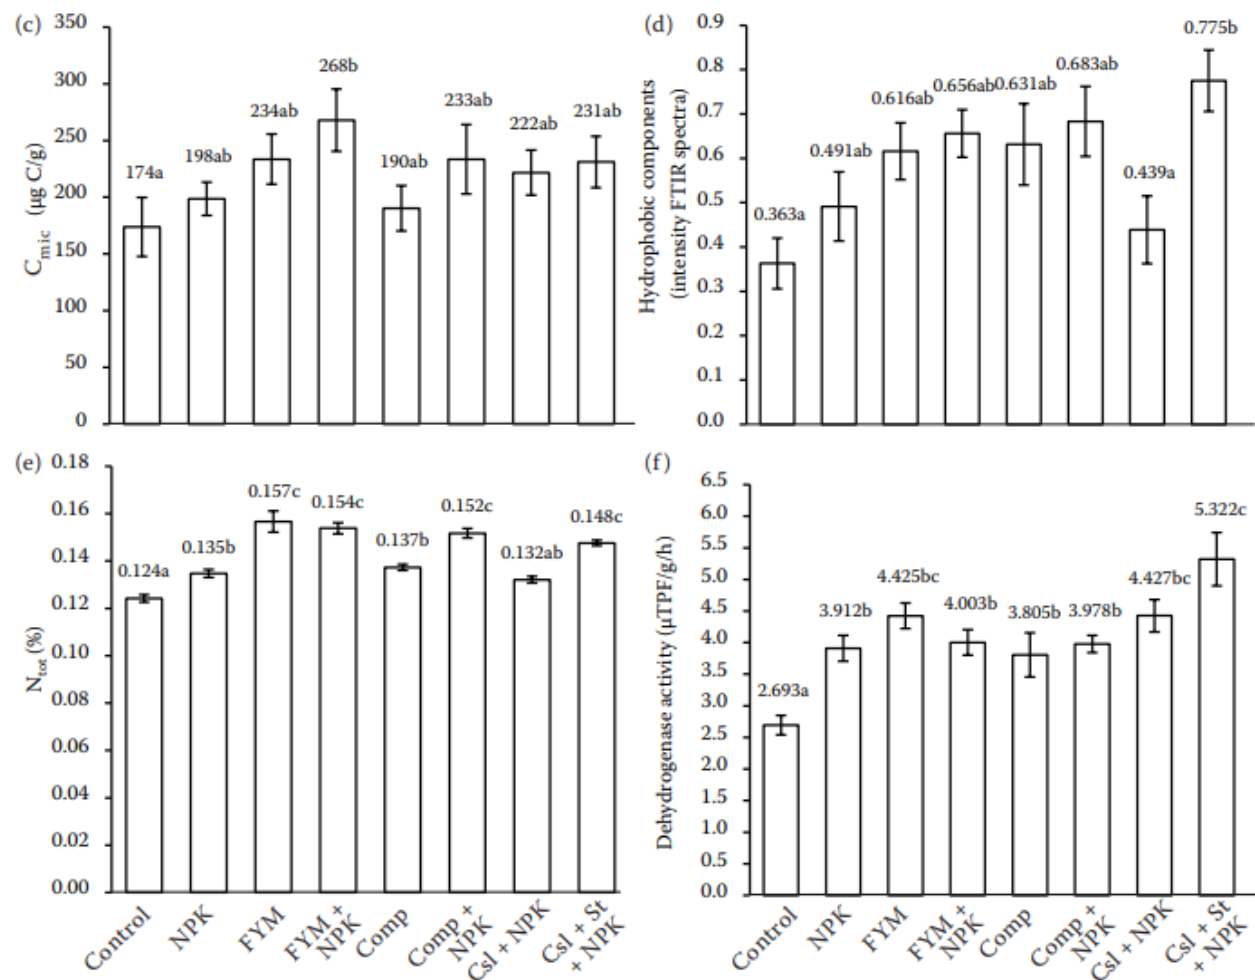 (c)
C_mic (µg C/g)
350
300
250
200
150
100
50
0
174a
198ab
234ab
268b
190ab
233ab
222ab
231ab
(d)
Hydrophobic components
(intensity FTIR spectra)
0.9
0.8
0.7
0.6
0.5
0.4
0.3
0.2
0.1
0.0
0.363a
0.491ab
0.616ab
0.656ab
0.631ab
0.683ab
0.439a
0.775b
(e)
N_tot (%)
0.18
0.16
0.14
0.12
0.10
0.08
0.06
0.04
0.02
0.00
0.124a
0.135b
0.157c
0.154c
0.137b
0.152c
0.132ab
0.148c
Control
NPK
FYM
FYM +
NPK
Comp
Comp +
NPK
Csl + NPK
Csl + St
+ NPK
(f)
Dehydrogenase activity (µTPF/g/h)
6.5
6.0
5.5
5.0
4.5
4.0
3.5
3.0
2.5
2.0
1.5
1.0
0.5
0.0
2.693a
3.912b
4.425bc
4.003b
3.805b
3.978b
4.427bc
5.322c
Control
NPK
FYM
FYM +
NPK
Comp
Comp +
NPK
Csl + NPK
Csl + St
+ NPK